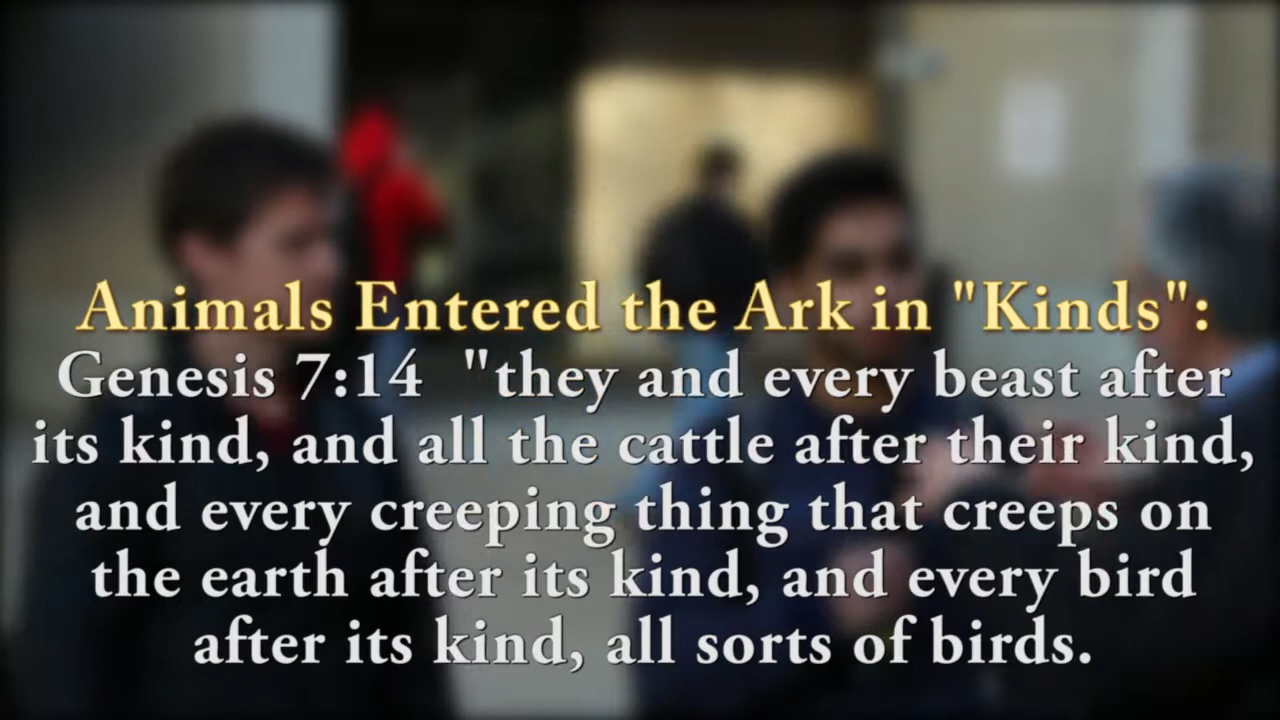 Animals Entered the Ark in "Kinds":
Genesis 7:14 "they and every beast after
its kind, and all the cattle after their kind,
and every creeping thing that creeps on
the earth after its kind, and every bird
after its kind, all sorts of birds.